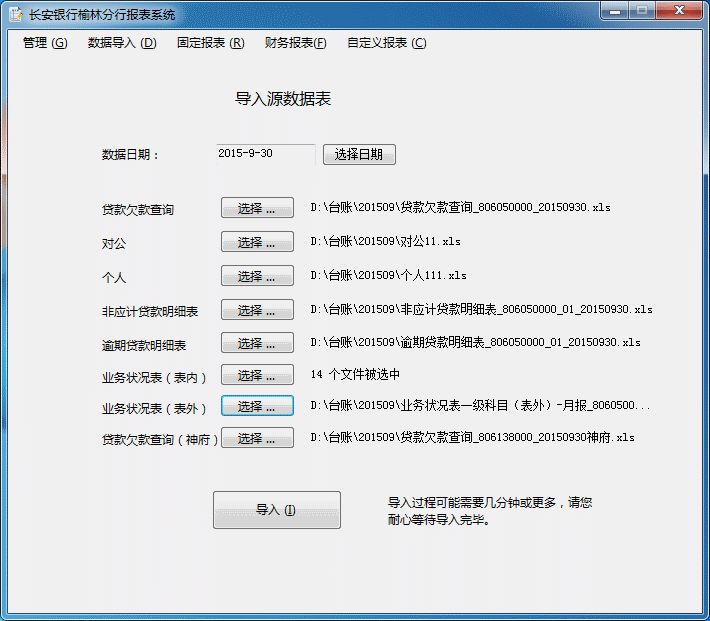 长安银行榆林分行报表系统
管理 (G) 数据导入 (D) 固定报表 (R) 财务报表(F) 自定义报表 (C)
导入源数据表
数据日期： 2015-9-30 选择日期
贷款欠款查询 选择 ... D:\台账\201509\贷款欠款查询_806050000_20150930.xls
对公 选择 ... D:\台账\201509\对公11.xls
个人 选择 ... D:\台账\201509\个人111.xls
非应计贷款明细表 选择 ... D:\台账\201509\非应计贷款明细表_806050000_01_20150930.xls
逾期贷款明细表 选择 ... D:\台账\201509\逾期贷款明细表_806050000_01_20150930.xls
业务状况表（表内） 选择 ... 14 个文件被选中
业务状况表（表外） 选择 ... D:\台账\201509\业务状况表一级科目（表外）-月报_8060500...
贷款欠款查询（神府） 选择 ... D:\台账\201509\贷款欠款查询_806138000_20150930神府.xls
导入 (I) 导入过程可能需要几分钟或更多，请您
耐心等待导入完毕。